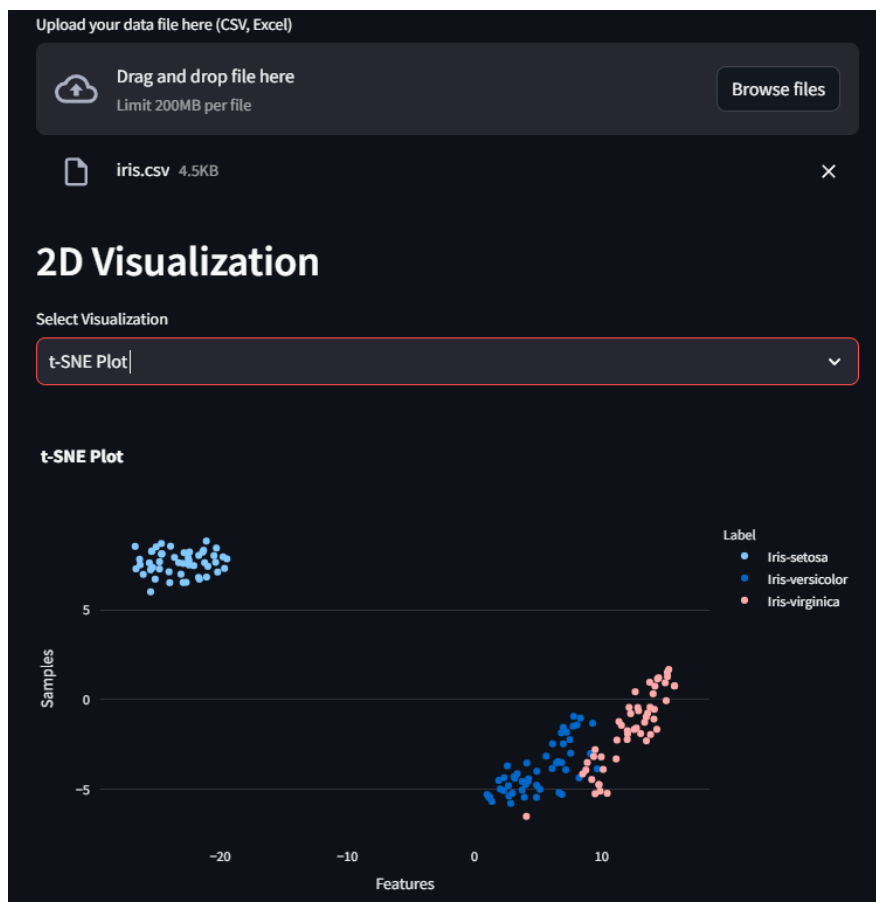 Upload your data file here (CSV, Excel)
Drag and drop file here
Limit 200MB per file
Browse files
iris.csv 4.5KB
2D Visualization
Select Visualization
t-SNE Plot
t-SNE Plot
Label
Iris-setosa
Iris-versicolor
Iris-virginica
5
0
−5
Samples
−20
−10
0
10
Features